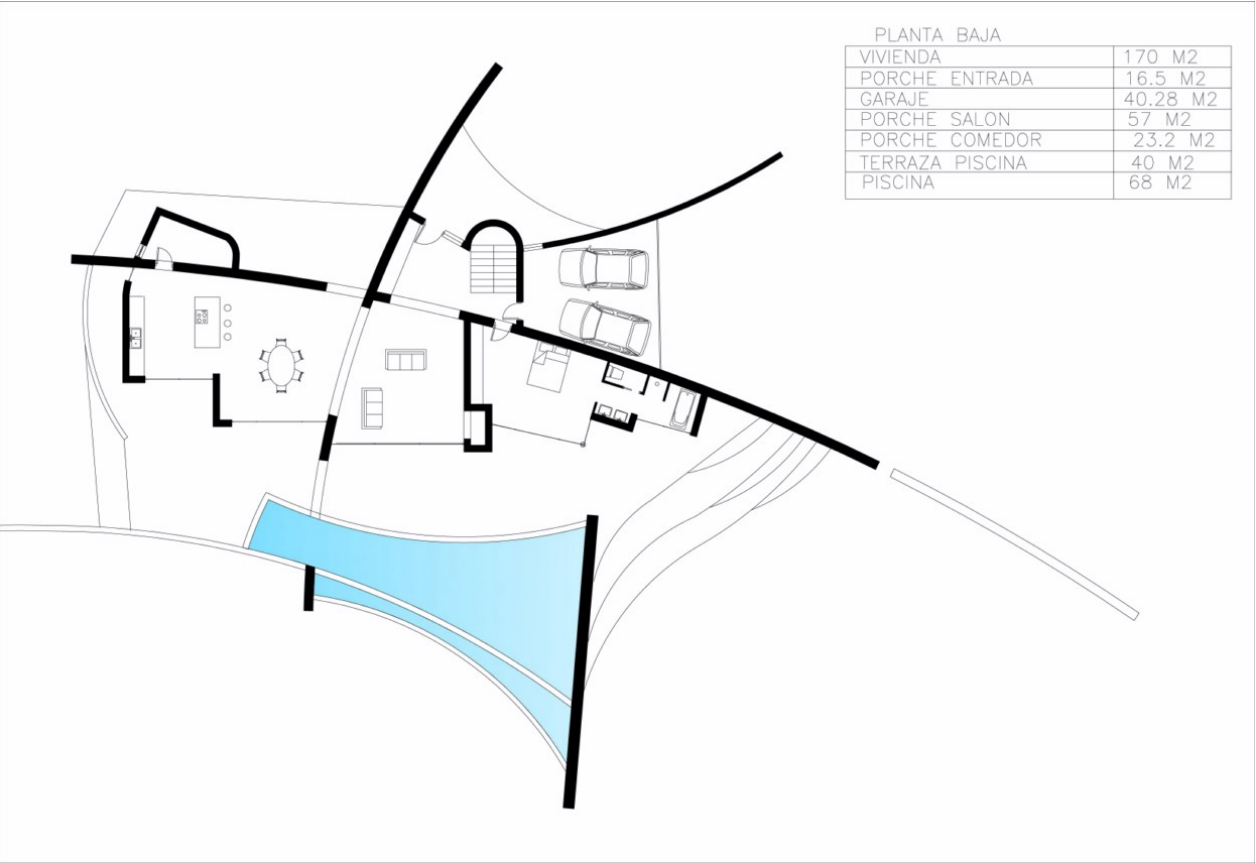 PLANTA BAJA
VIVIENDA 170 M2
PORCHE ENTRADA 16.5 M2
GARAJE 40.28 M2
PORCHE SALON 57 M2
PORCHE COMEDOR 23.2 M2
TERRAZA PISCINA 40 M2
PISCINA 68 M2